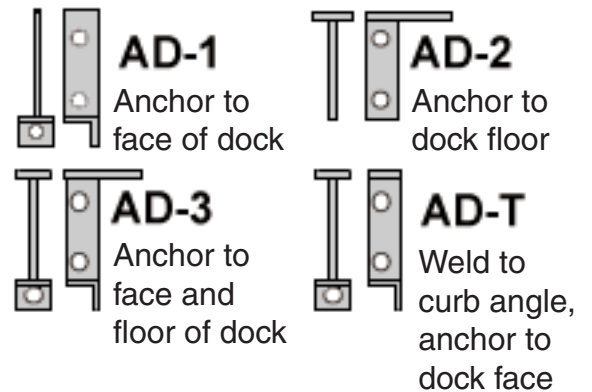 AD-1
Anchor to
face of dock
AD-2
Anchor to
dock floor
AD-3
Anchor to
face and
floor of dock
AD-T
Weld to
curb angle,
anchor to
dock face